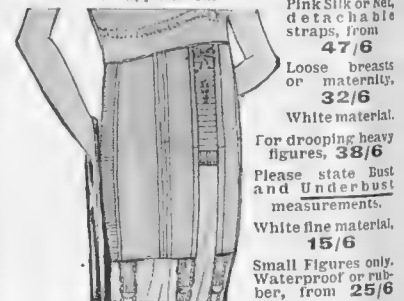 Pink Silk or Net,
detachable
straps, from
47/6
Loose breasts
or maternity,
32/6
White material.
For drooping heavy
figures, 38/6
Please state Bust
and Underbust
measurements.
White fine material,
15/6
Small Figures only.
Waterproof or rub-
ber, from 25/6